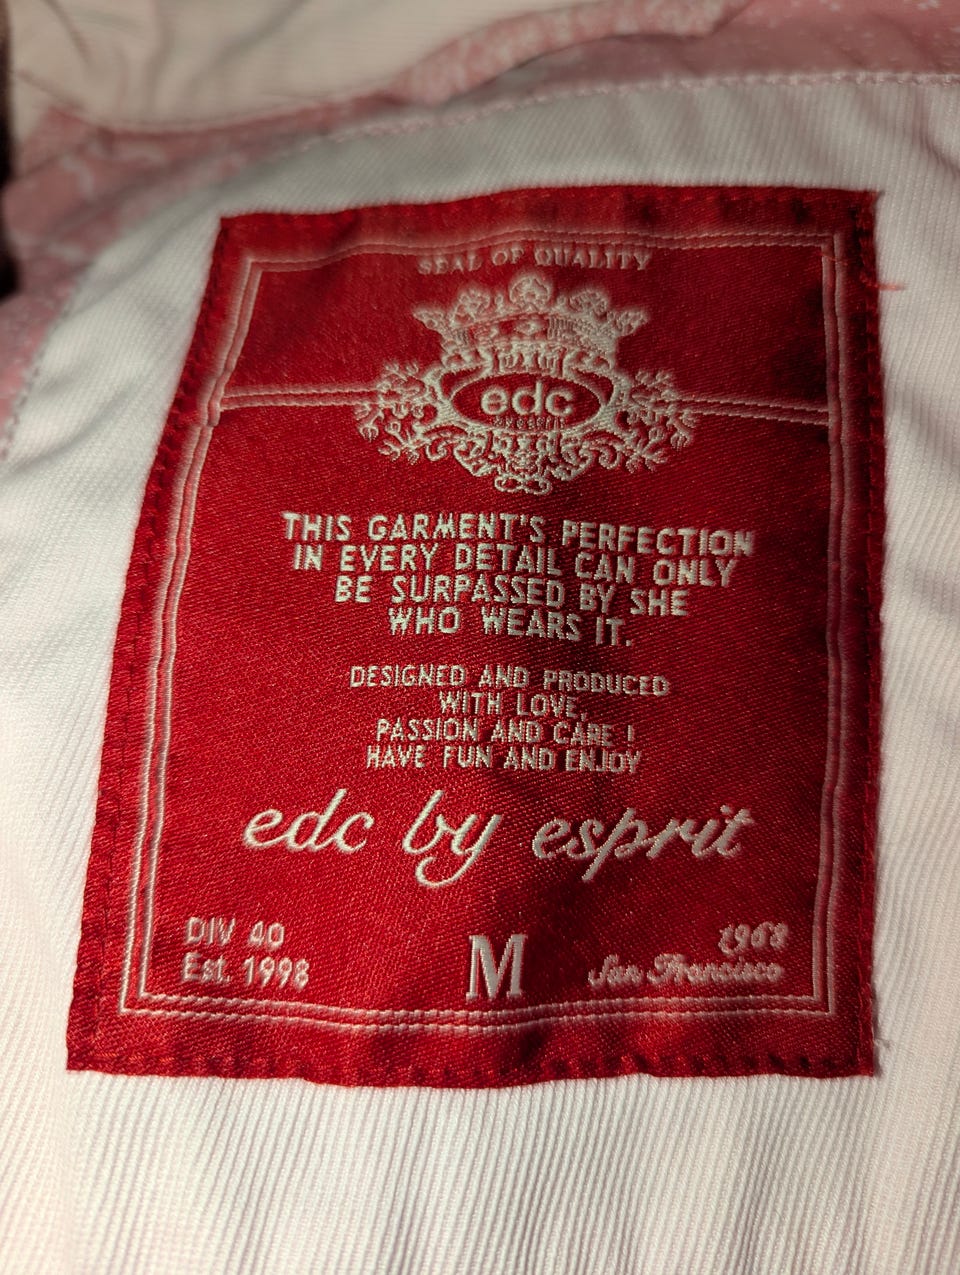 SEAL OF QUALITY
edc
THIS GARMENT'S PERFECTION
IN EVERY DETAIL CAN ONLY
BE SURPASSED BY SHE
WHO WEARS IT.
DESIGNED AND PRODUCED
WITH LOVE,
PASSION AND CARE !
HAVE FUN AND ENJOY
edc by esprit
DIV 40
Est. 1998
M
1968
San Francisco